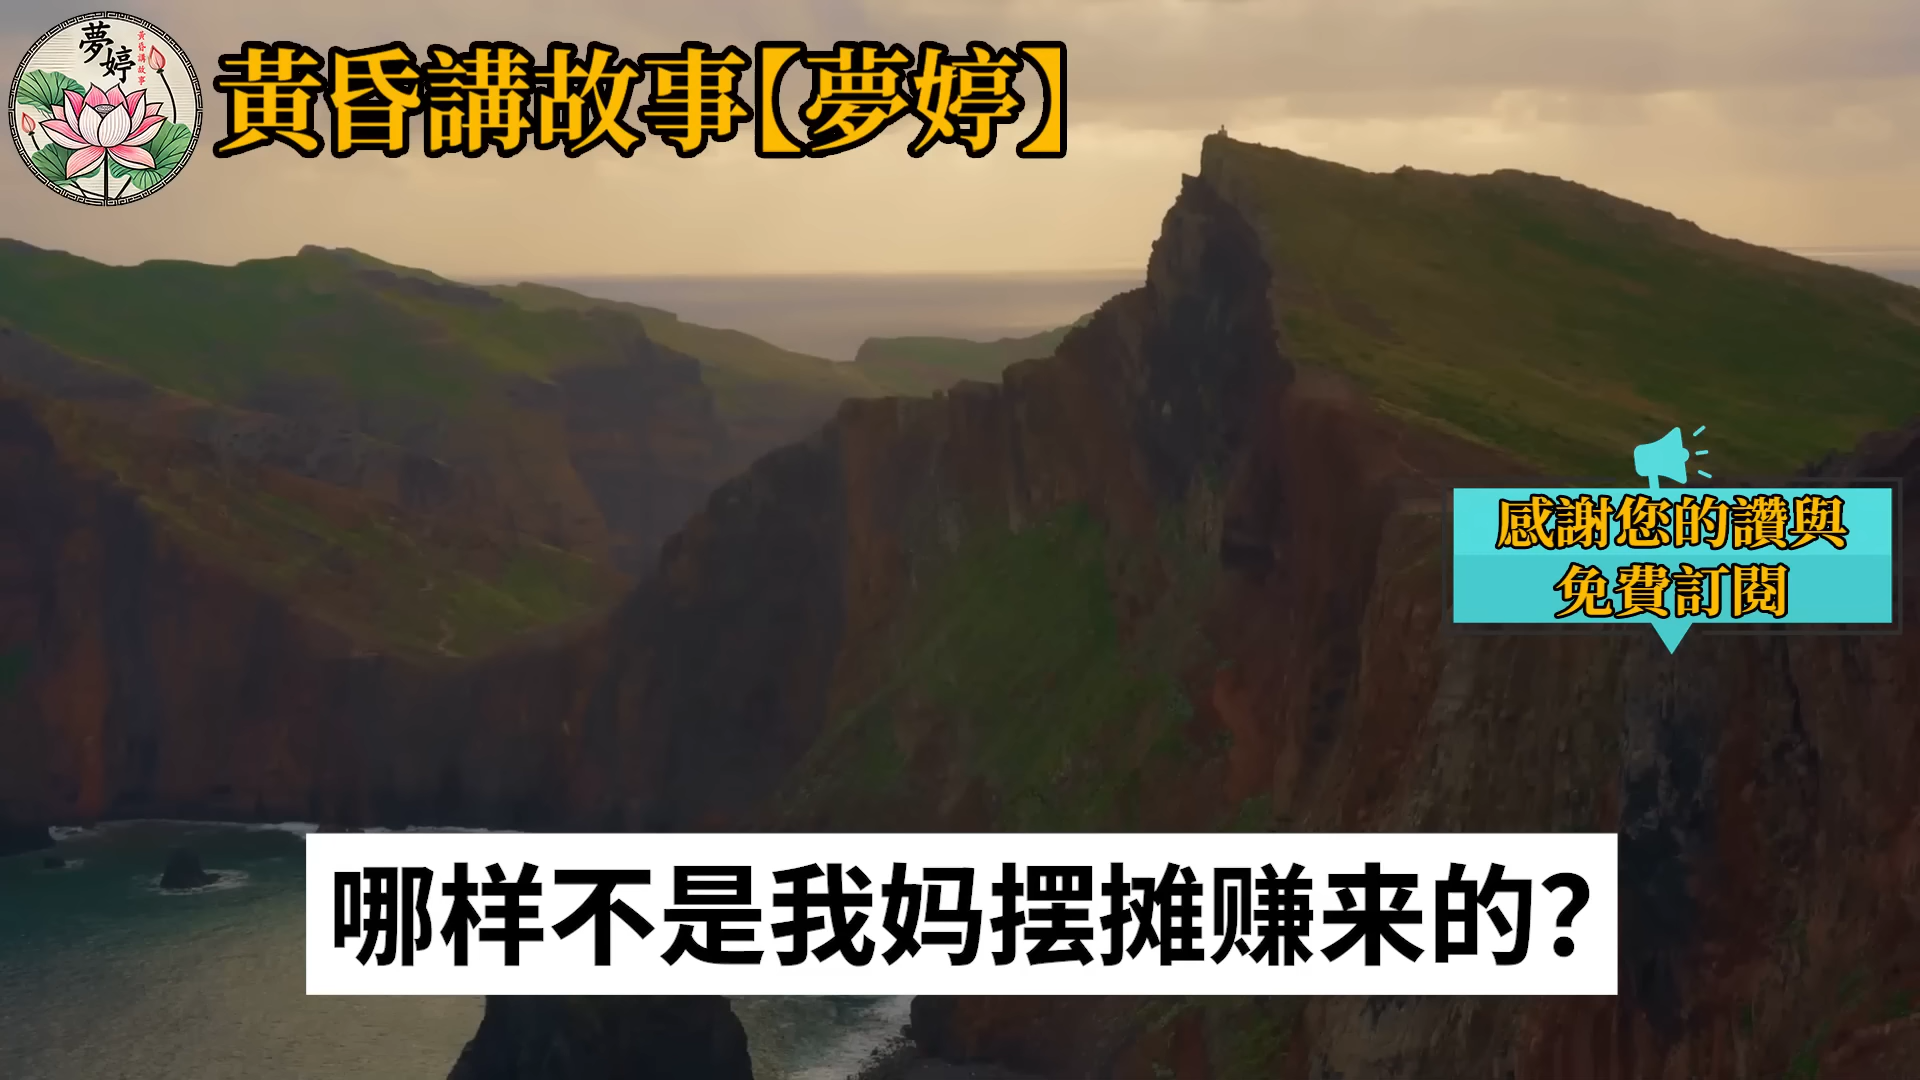 夢婷
黃昏講故事
黃昏講故事【夢婷】
感謝您的讚與
免費訂閱
哪样不是我妈摆摊赚来的？